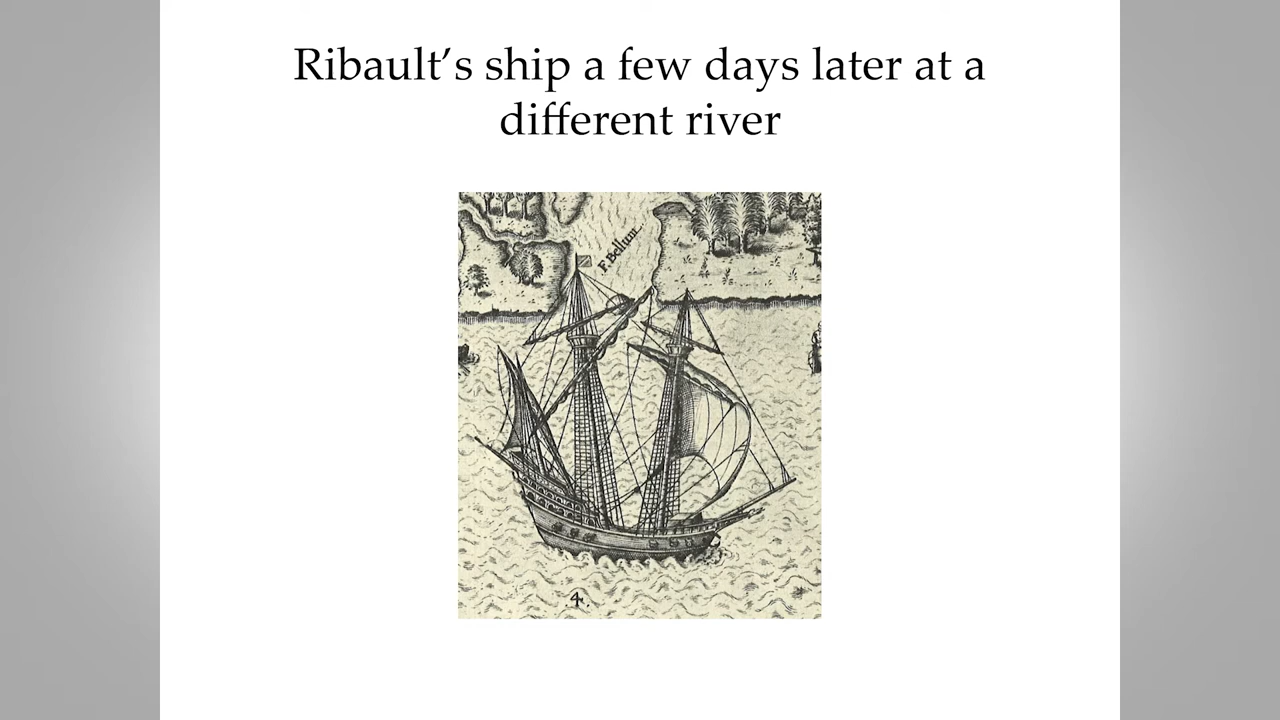 Ribault’s ship a few days later at a
different river
F. Bellum.
4.